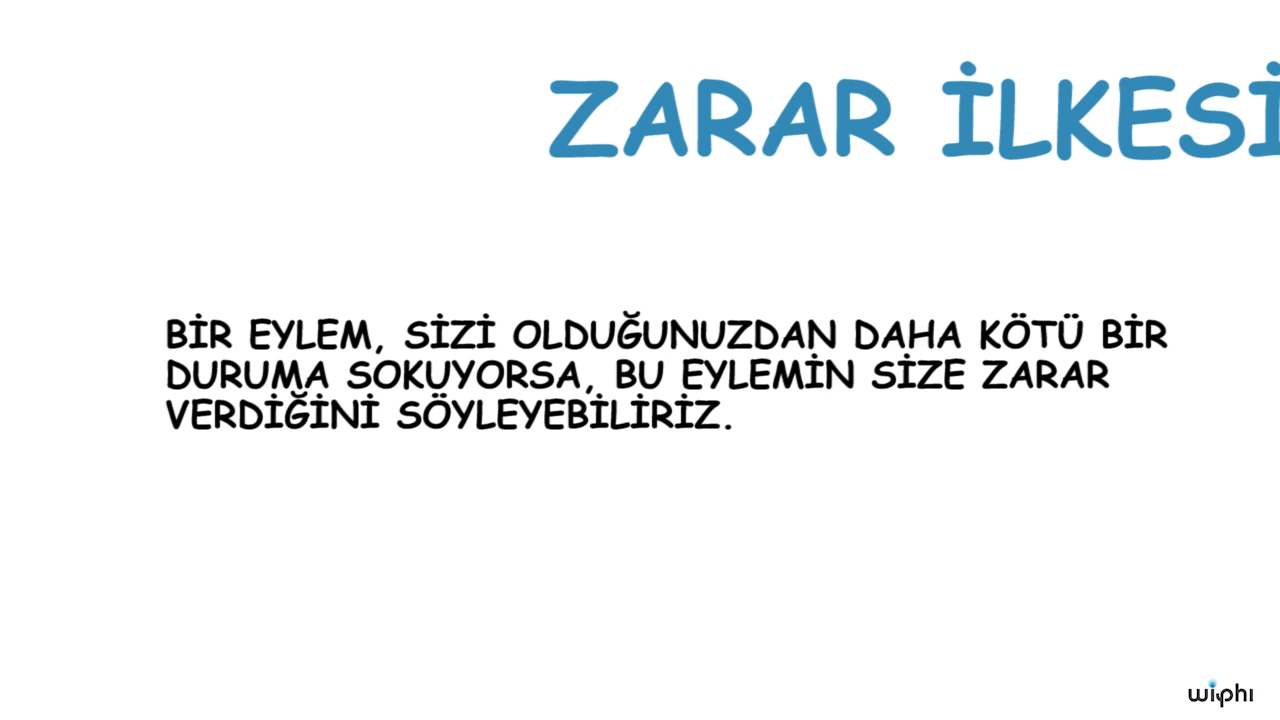 ZARAR İLKESİ
BİR EYLEM, SİZİ OLDUĞUNUZDAN DAHA KÖTÜ BİR
DURUMA SOKUYORSA, BU EYLEMİN SİZE ZARAR
VERDİĞİNİ SÖYLEYEBİLİRİZ.
wiphi